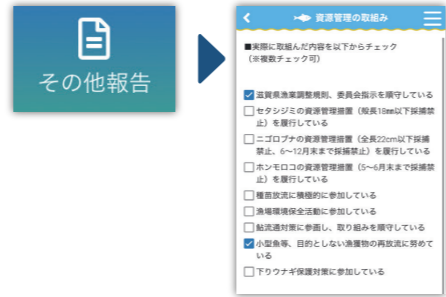 その他報告
資源管理の取組み
■実際に取組んだ内容を以下からチェック
(※複数チェック可)
滋賀県漁業調整規則、委員会指示を順守している
セタシジミの資源管理措置(殻長18㎜以下採捕禁
止)を履行している
ニゴロブナの資源管理措置(全長22cm以下採捕
禁止、6~12月末まで採捕禁止)を履行している
ホンモロコの資源管理措置(5~6月末まで採捕禁
止)を履行している
種苗放流に積極的に参加している
漁場環境保全活動に参加している
鮎流通対策に参画し、取り組みを順守している
小型魚等、目的としない漁獲物の再放流に努めて
いる
下りウナギ保護対策に参加している